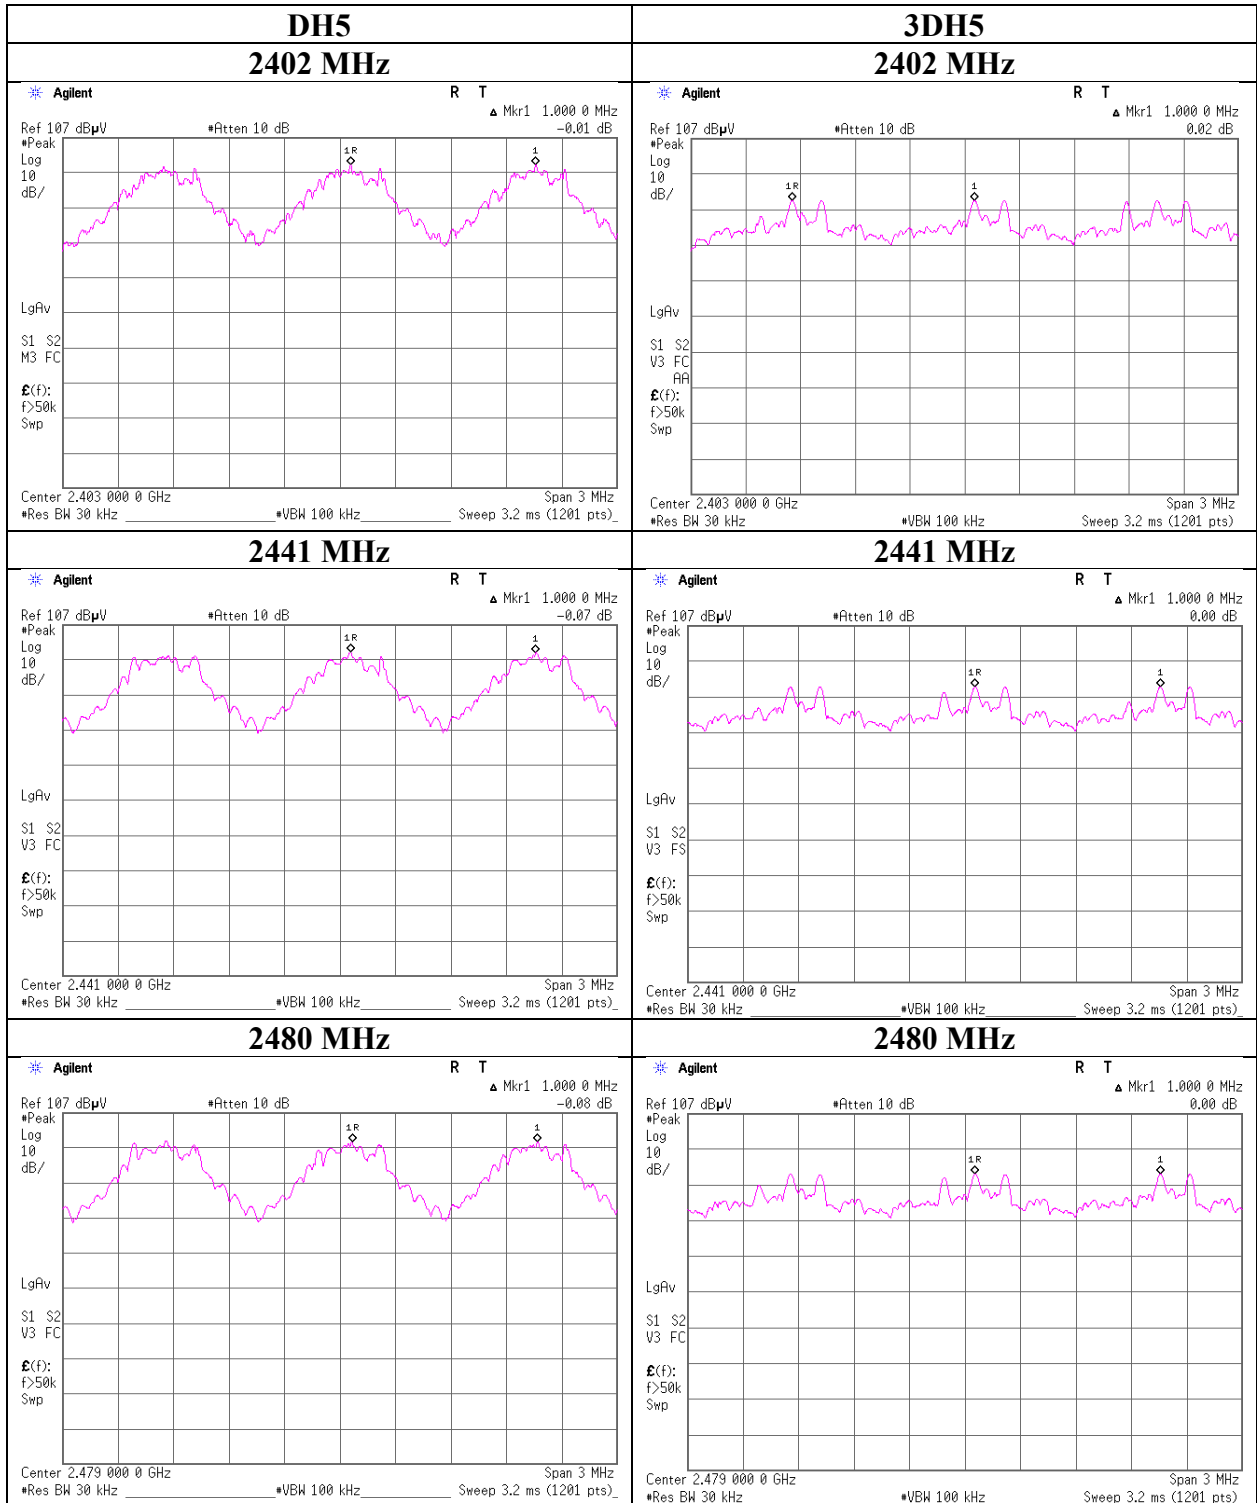 DH5
3DH5
2402 MHz
2402 MHz
Agilent
R T
Δ Mkr1 1.000 0 MHz
Ref 107 dBµV
#Atten 10 dB
-0.01 dB
#Peak
Log
10
dB/
1R
1
LgAv
S1 S2
M3 FC
£(f):
f>50k
Swp
Center 2.403 000 0 GHz
Span 3 MHz
#Res BW 30 kHz
#VBW 100 kHz
Sweep 3.2 ms (1201 pts)
Agilent
R T
Δ Mkr1 1.000 0 MHz
Ref 107 dBµV
#Atten 10 dB
0.02 dB
#Peak
Log
10
dB/
1R
1
LgAv
S1 S2
V3 FC
AA
£(f):
f>50k
Swp
Center 2.403 000 0 GHz
Span 3 MHz
#Res BW 30 kHz
#VBW 100 kHz
Sweep 3.2 ms (1201 pts)
2441 MHz
2441 MHz
Agilent
R T
Δ Mkr1 1.000 0 MHz
Ref 107 dBµV
#Atten 10 dB
-0.07 dB
#Peak
Log
10
dB/
1R
1
LgAv
S1 S2
V3 FC
£(f):
f>50k
Swp
Center 2.441 000 0 GHz
Span 3 MHz
#Res BW 30 kHz
#VBW 100 kHz
Sweep 3.2 ms (1201 pts)
Agilent
R T
Δ Mkr1 1.000 0 MHz
Ref 107 dBµV
#Atten 10 dB
0.00 dB
#Peak
Log
10
dB/
1R
1
LgAv
S1 S2
V3 FS
£(f):
f>50k
Swp
Center 2.441 000 0 GHz
Span 3 MHz
#Res BW 30 kHz
#VBW 100 kHz
Sweep 3.2 ms (1201 pts)
2480 MHz
2480 MHz
Agilent
R T
Δ Mkr1 1.000 0 MHz
Ref 107 dBµV
#Atten 10 dB
-0.08 dB
#Peak
Log
10
dB/
1R
1
LgAv
S1 S2
V3 FC
£(f):
f>50k
Swp
Center 2.479 000 0 GHz
Span 3 MHz
#Res BW 30 kHz
#VBW 100 kHz
Sweep 3.2 ms (1201 pts)
Agilent
R T
Δ Mkr1 1.000 0 MHz
Ref 107 dBµV
#Atten 10 dB
0.00 dB
#Peak
Log
10
dB/
1R
1
LgAv
S1 S2
V3 FC
£(f):
f>50k
Swp
Center 2.479 000 0 GHz
Span 3 MHz
#Res BW 30 kHz
#VBW 100 kHz
Sweep 3.2 ms (1201 pts)